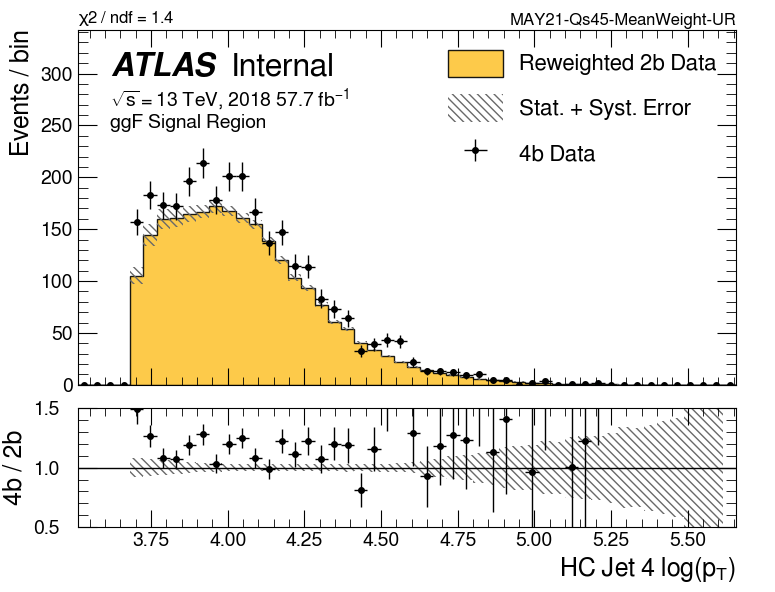 χ2 / ndf = 1.4
MAY21-Qs45-MeanWeight-UR
Events / bin
300
250
200
150
100
50
0
ATLAS Internal
√s = 13 TeV, 2018 57.7 fb⁻¹
ggF Signal Region
Reweighted 2b Data
Stat. + Syst. Error
4b Data
4b / 2b
1.5
1.0
0.5
3.75 4.00 4.25 4.50 4.75 5.00 5.25 5.50
HC Jet 4 log(p_T)